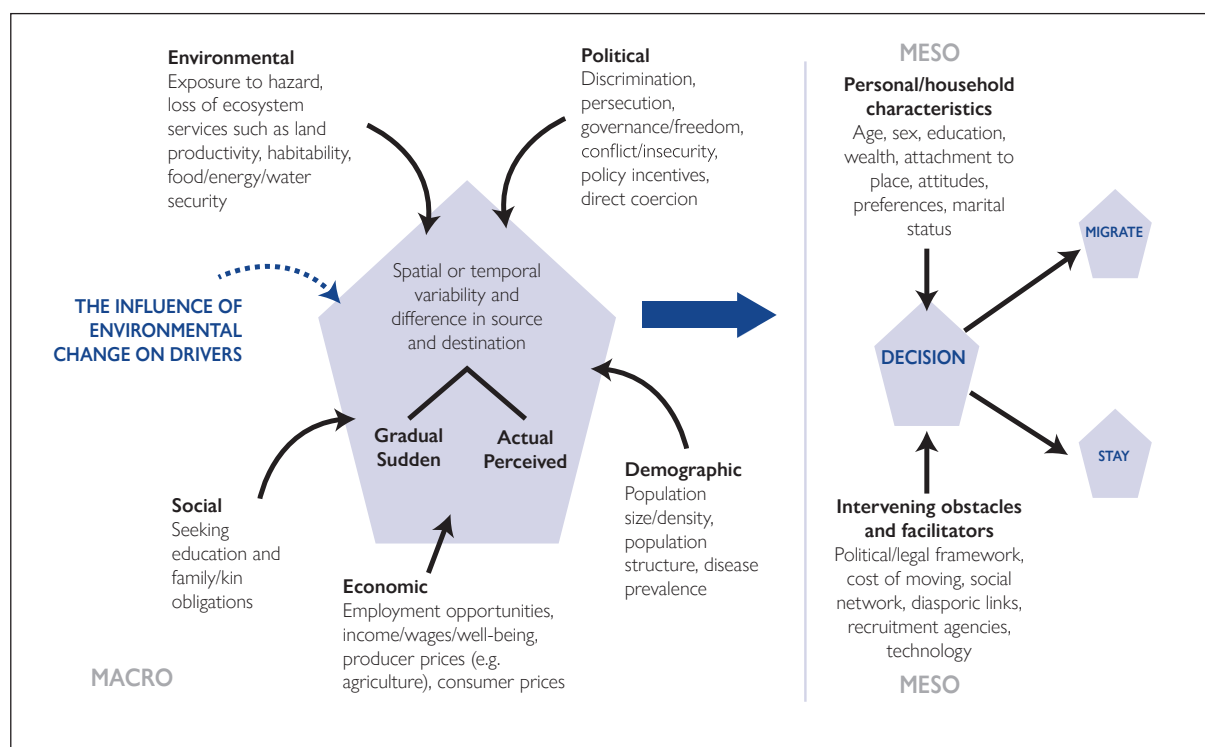 Environmental
Exposure to hazard,
loss of ecosystem
services such as land
productivity, habitability,
food/energy/water
security
Political
Discrimination,
persecution,
governance/freedom,
conflict/insecurity,
policy incentives,
direct coercion
THE INFLUENCE OF
ENVIRONMENTAL
CHANGE ON DRIVERS
Spatial or temporal
variability and
difference in source
and destination
Gradual
Sudden
Actual
Perceived
Social
Seeking
education and
family/kin
obligations
Economic
Employment opportunities,
income/wages/well-being,
producer prices (e.g.
agriculture), consumer prices
Demographic
Population
size/density,
population
structure, disease
prevalence
MACRO
MESO
Personal/household
characteristics
Age, sex, education,
wealth, attachment to
place, attitudes,
preferences, marital
status
MIGRATE
DECISION
STAY
Intervening obstacles
and facilitators
Political/legal framework,
cost of moving, social
network, diasporic links,
recruitment agencies,
technology
MESO